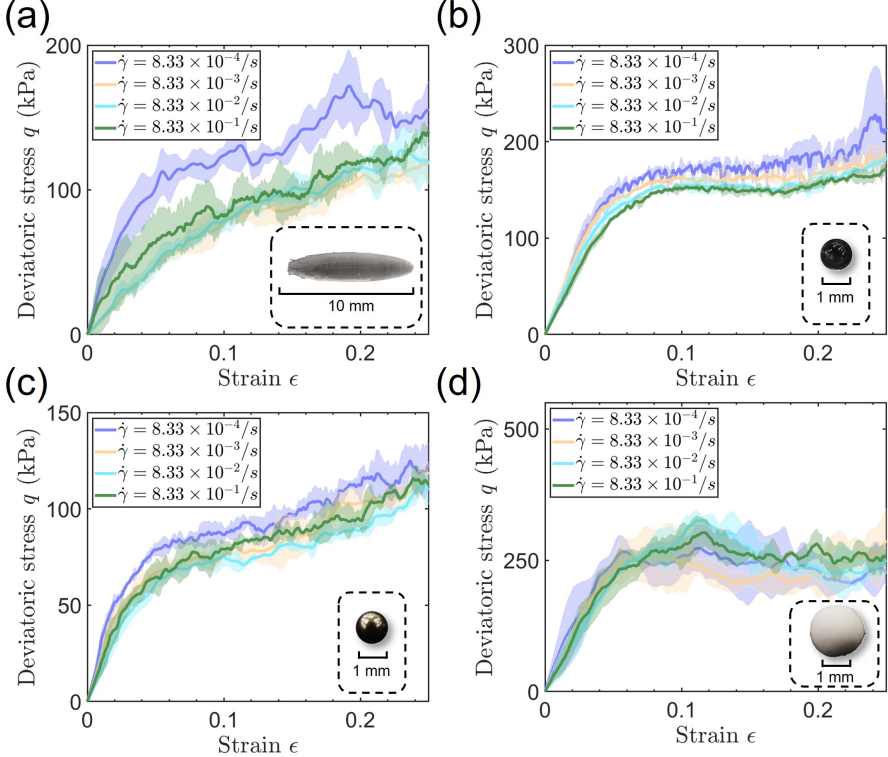 (a)
200
100
0
0
0.1
0.2
Deviatoric stress q (kPa)
Strain ϵ
γ̇ = 8.33 × 10⁻⁴/s
γ̇ = 8.33 × 10⁻³/s
γ̇ = 8.33 × 10⁻²/s
γ̇ = 8.33 × 10⁻¹/s
10 mm
(b)
300
200
100
0
0
0.1
0.2
Deviatoric stress q (kPa)
Strain ϵ
γ̇ = 8.33 × 10⁻⁴/s
γ̇ = 8.33 × 10⁻³/s
γ̇ = 8.33 × 10⁻²/s
γ̇ = 8.33 × 10⁻¹/s
1 mm
(c)
150
100
50
0
0
0.1
0.2
Deviatoric stress q (kPa)
Strain ϵ
γ̇ = 8.33 × 10⁻⁴/s
γ̇ = 8.33 × 10⁻³/s
γ̇ = 8.33 × 10⁻²/s
γ̇ = 8.33 × 10⁻¹/s
1 mm
(d)
500
250
0
0
0.1
0.2
Deviatoric stress q (kPa)
Strain ϵ
γ̇ = 8.33 × 10⁻⁴/s
γ̇ = 8.33 × 10⁻³/s
γ̇ = 8.33 × 10⁻²/s
γ̇ = 8.33 × 10⁻¹/s
1 mm